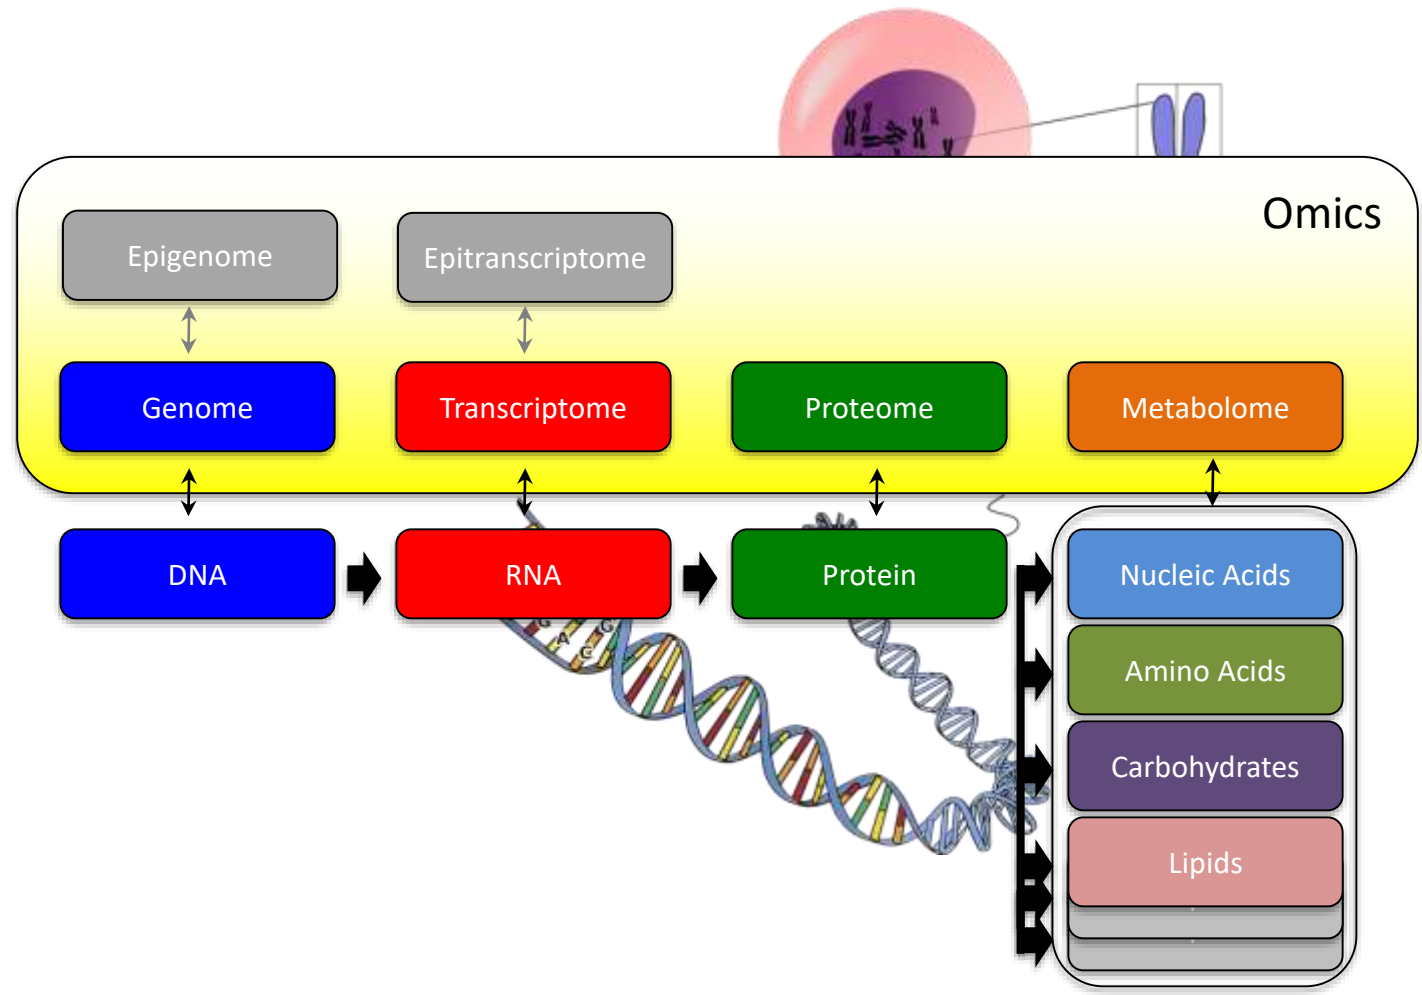 Omics
Epigenome
Epitranscriptome
Genome
Transcriptome
Proteome
Metabolome
DNA
RNA
Protein
Nucleic Acids
G
G
A
C
Amino Acids
Carbohydrates
Lipids